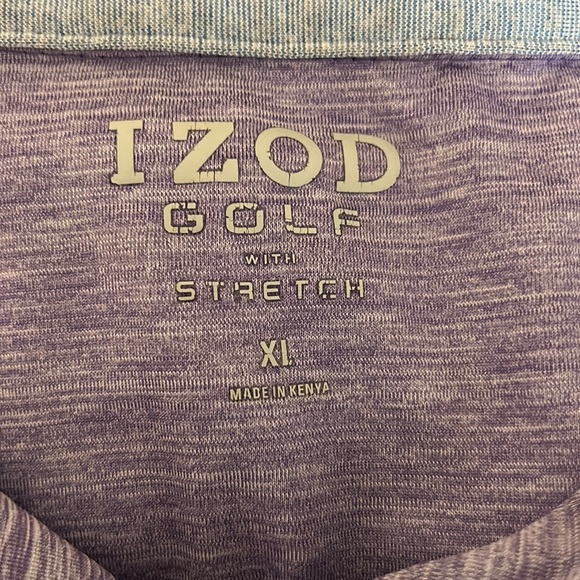 IZOD
GOLF
WITH
STRETCH
XL
MADE IN KENYA